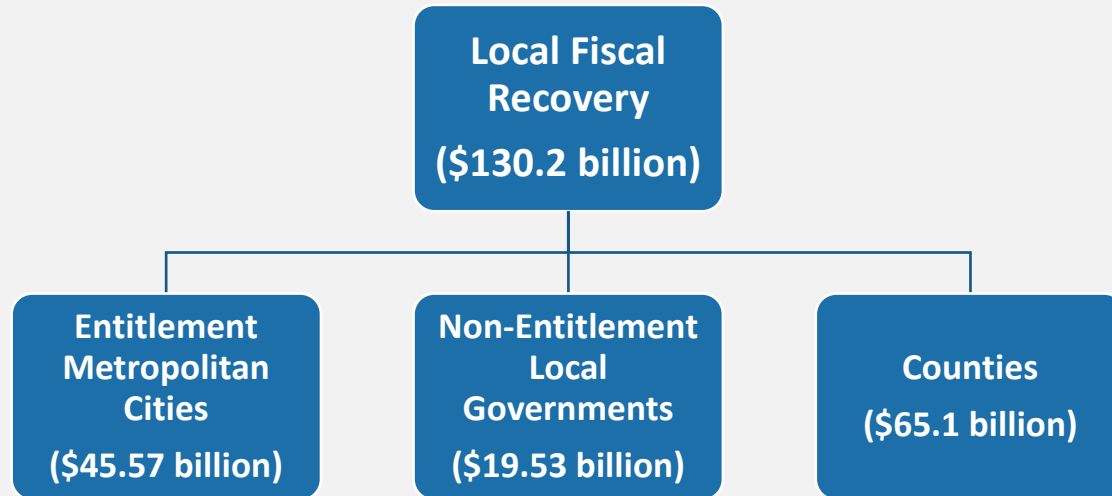 Local Fiscal
Recovery
($130.2 billion)
Entitlement
Metropolitan
Cities
($45.57 billion)
Non-Entitlement
Local
Governments
($19.53 billion)
Counties
($65.1 billion)